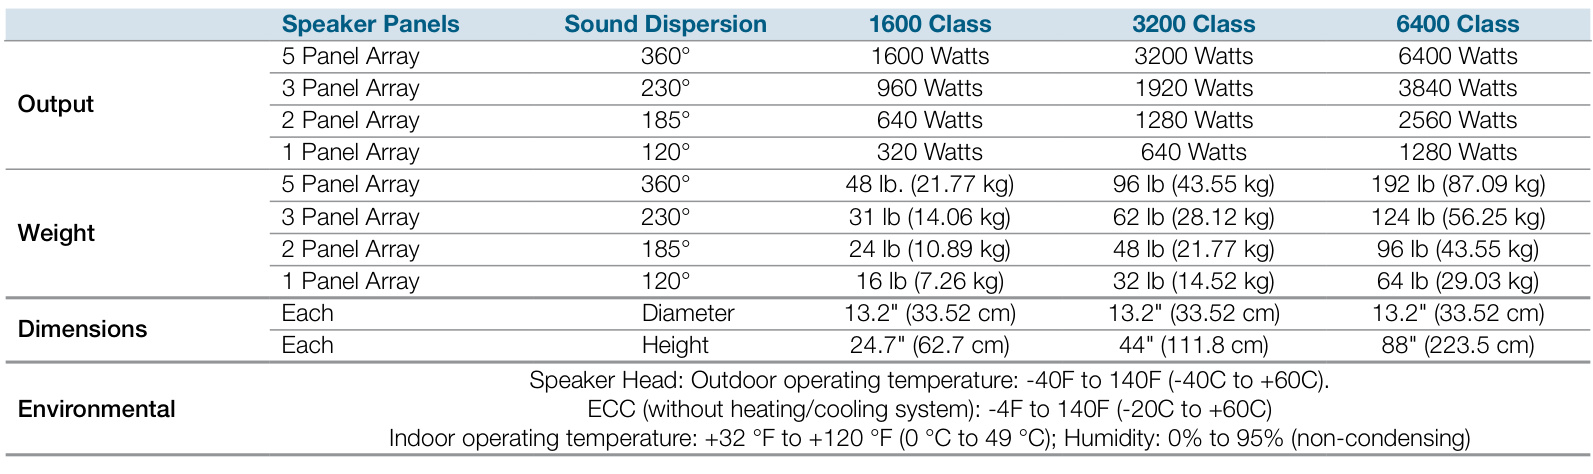 Speaker Panels Sound Dispersion 1600 Class 3200 Class 6400 Class
Output
5 Panel Array 360° 1600 Watts 3200 Watts 6400 Watts
3 Panel Array 230° 960 Watts 1920 Watts 3840 Watts
2 Panel Array 185° 640 Watts 1280 Watts 2560 Watts
1 Panel Array 120° 320 Watts 640 Watts 1280 Watts
Weight
5 Panel Array 360° 48 lb. (21.77 kg) 96 lb (43.55 kg) 192 lb (87.09 kg)
3 Panel Array 230° 31 lb (14.06 kg) 62 lb (28.12 kg) 124 lb (56.25 kg)
2 Panel Array 185° 24 lb (10.89 kg) 48 lb (21.77 kg) 96 lb (43.55 kg)
1 Panel Array 120° 16 lb (7.26 kg) 32 lb (14.52 kg) 64 lb (29.03 kg)
Dimensions
Each Diameter 13.2" (33.52 cm) 13.2" (33.52 cm) 13.2" (33.52 cm)
Each Height 24.7" (62.7 cm) 44" (111.8 cm) 88" (223.5 cm)
Environmental
Speaker Head: Outdoor operating temperature: -40F to 140F (-40C to +60C).
ECC (without heating/cooling system): -4F to 140F (-20C to +60C)
Indoor operating temperature: +32 °F to +120 °F (0 °C to 49 °C); Humidity: 0% to 95% (non-condensing)